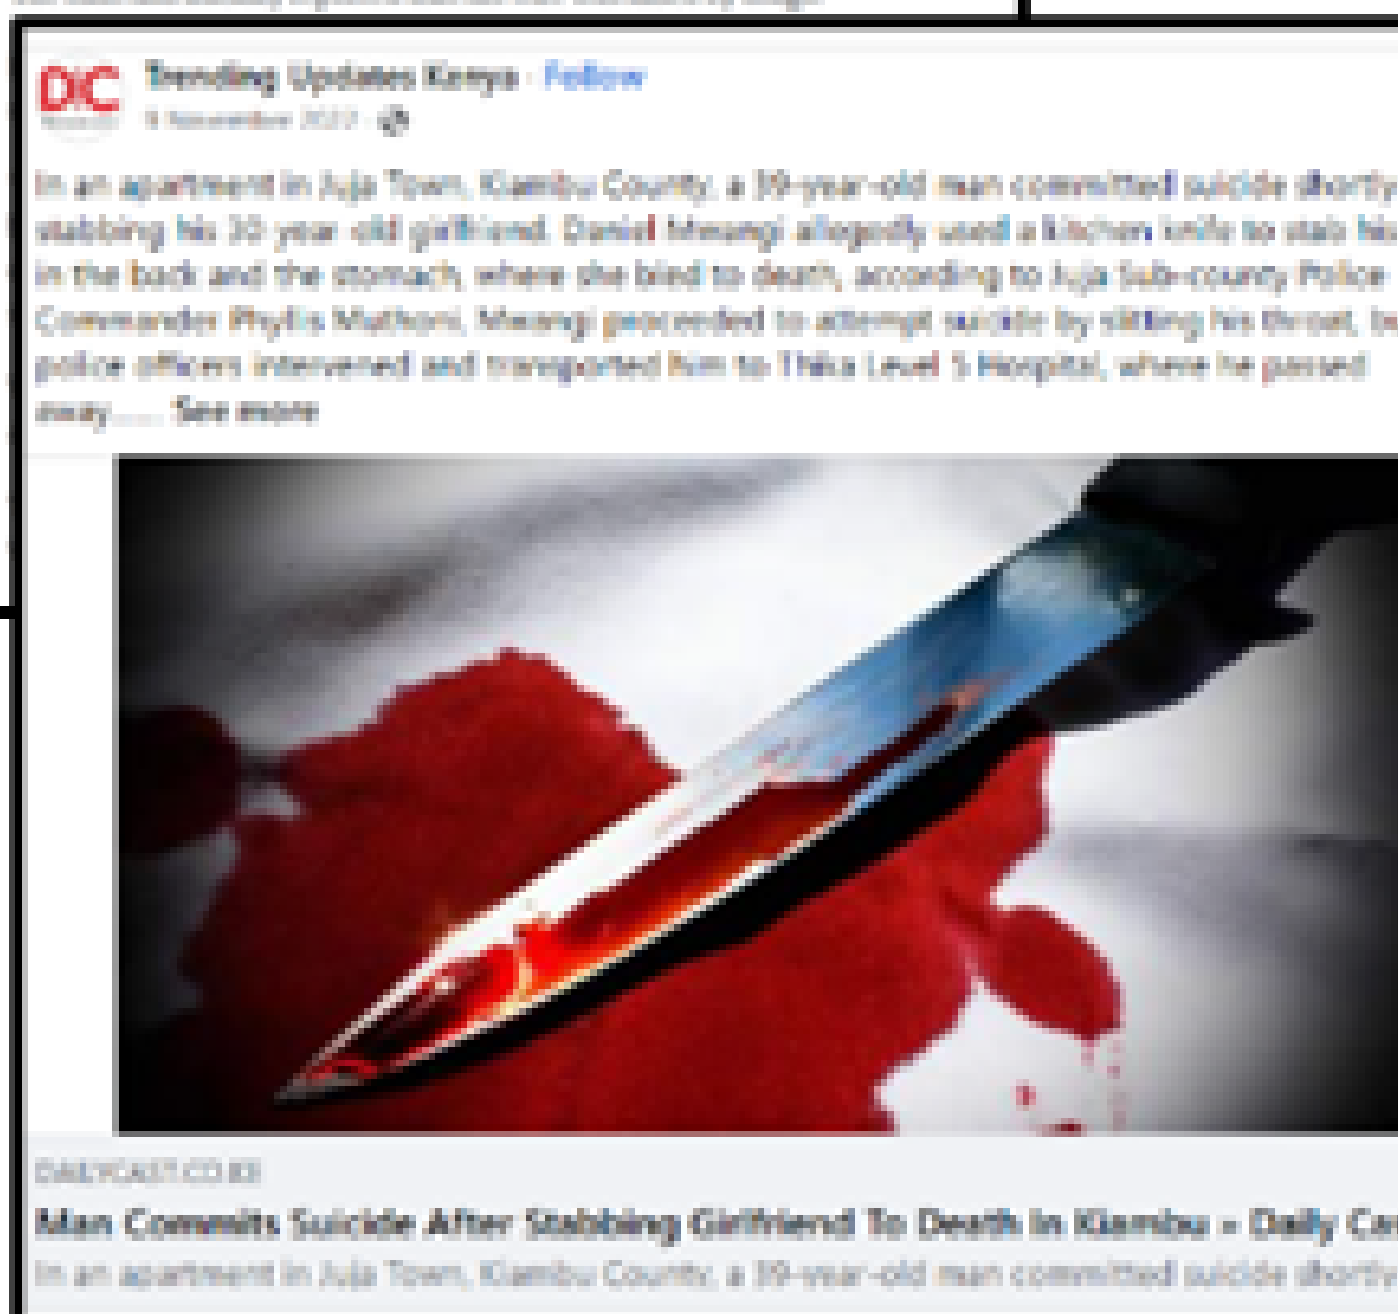 DC
Trending Updates Kenya · Follow
9 November 2022 ·
In an apartment in Juja Town, Kiambu County, a 39-year-old man committed suicide shortly
stabbing his 30-year-old girlfriend. Daniel Mwangi allegedly used a kitchen knife to stab his
in the back and the stomach, where she bled to death, according to Juja Sub-county Police
Commander Phyllis Muthoni. Mwangi proceeded to attempt suicide by slitting his throat,
police officers intervened and transported him to Thika Level 5 Hospital, where he passed
away..... See more
DAILYCAST.CO.KE
Man Commits Suicide After Stabbing Girlfriend To Death In Kiambu » Daily
In an apartment in Juja Town, Kiambu County, a 39-year-old man committed suicide shortly